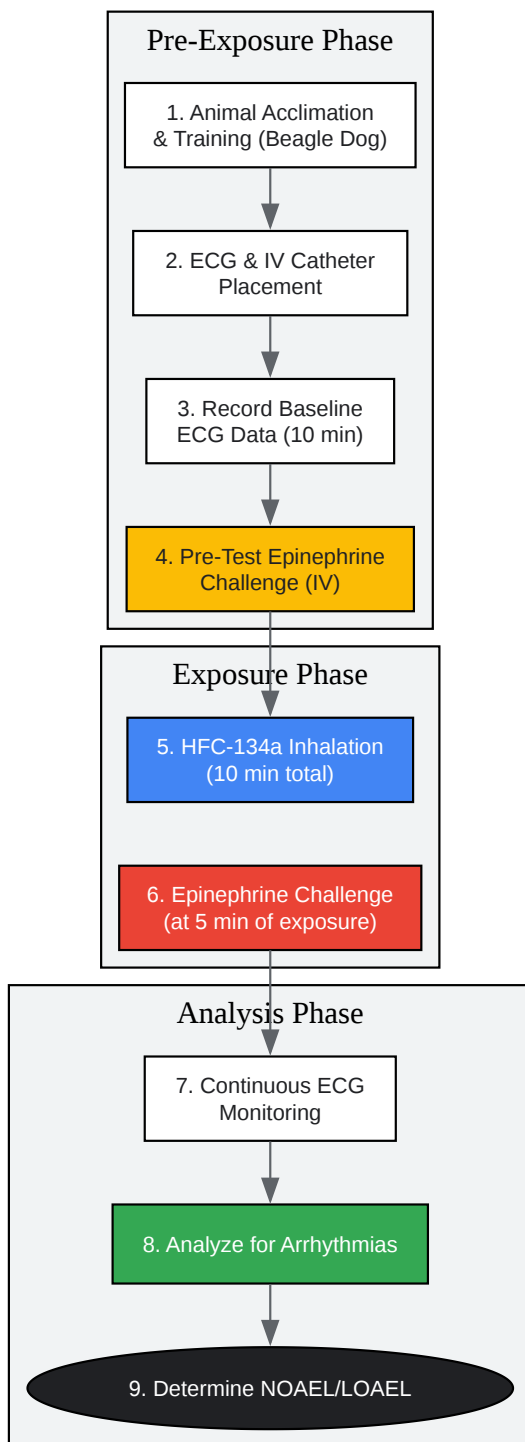 Pre-Exposure Phase
1. Animal Acclimation
& Training (Beagle Dog)
2. ECG & IV Catheter
Placement
3. Record Baseline
ECG Data (10 min)
4. Pre-Test Epinephrine
Challenge (IV)
Exposure Phase
5. HFC-134a Inhalation
(10 min total)
6. Epinephrine Challenge
(at 5 min of exposure)
Analysis Phase
7. Continuous ECG
Monitoring
8. Analyze for Arrhythmias
9. Determine NOAEL/LOAEL